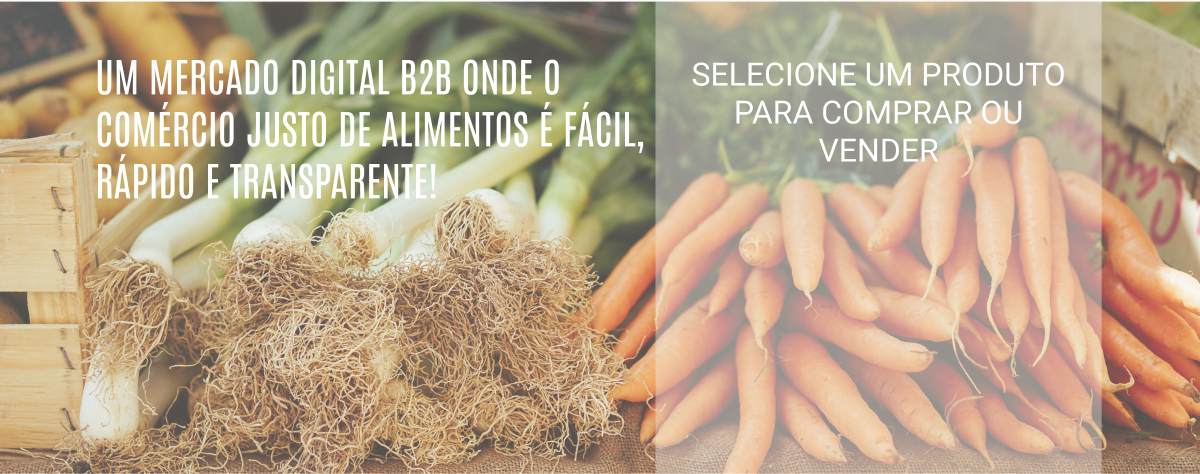 UM MERCADO DIGITAL B2B ONDE O
COMÉRCIO JUSTO DE ALIMENTOS É FÁCIL,
RÁPIDO E TRANSPARENTE!
SELECIONE UM PRODUTO
PARA COMPRAR OU
VENDER